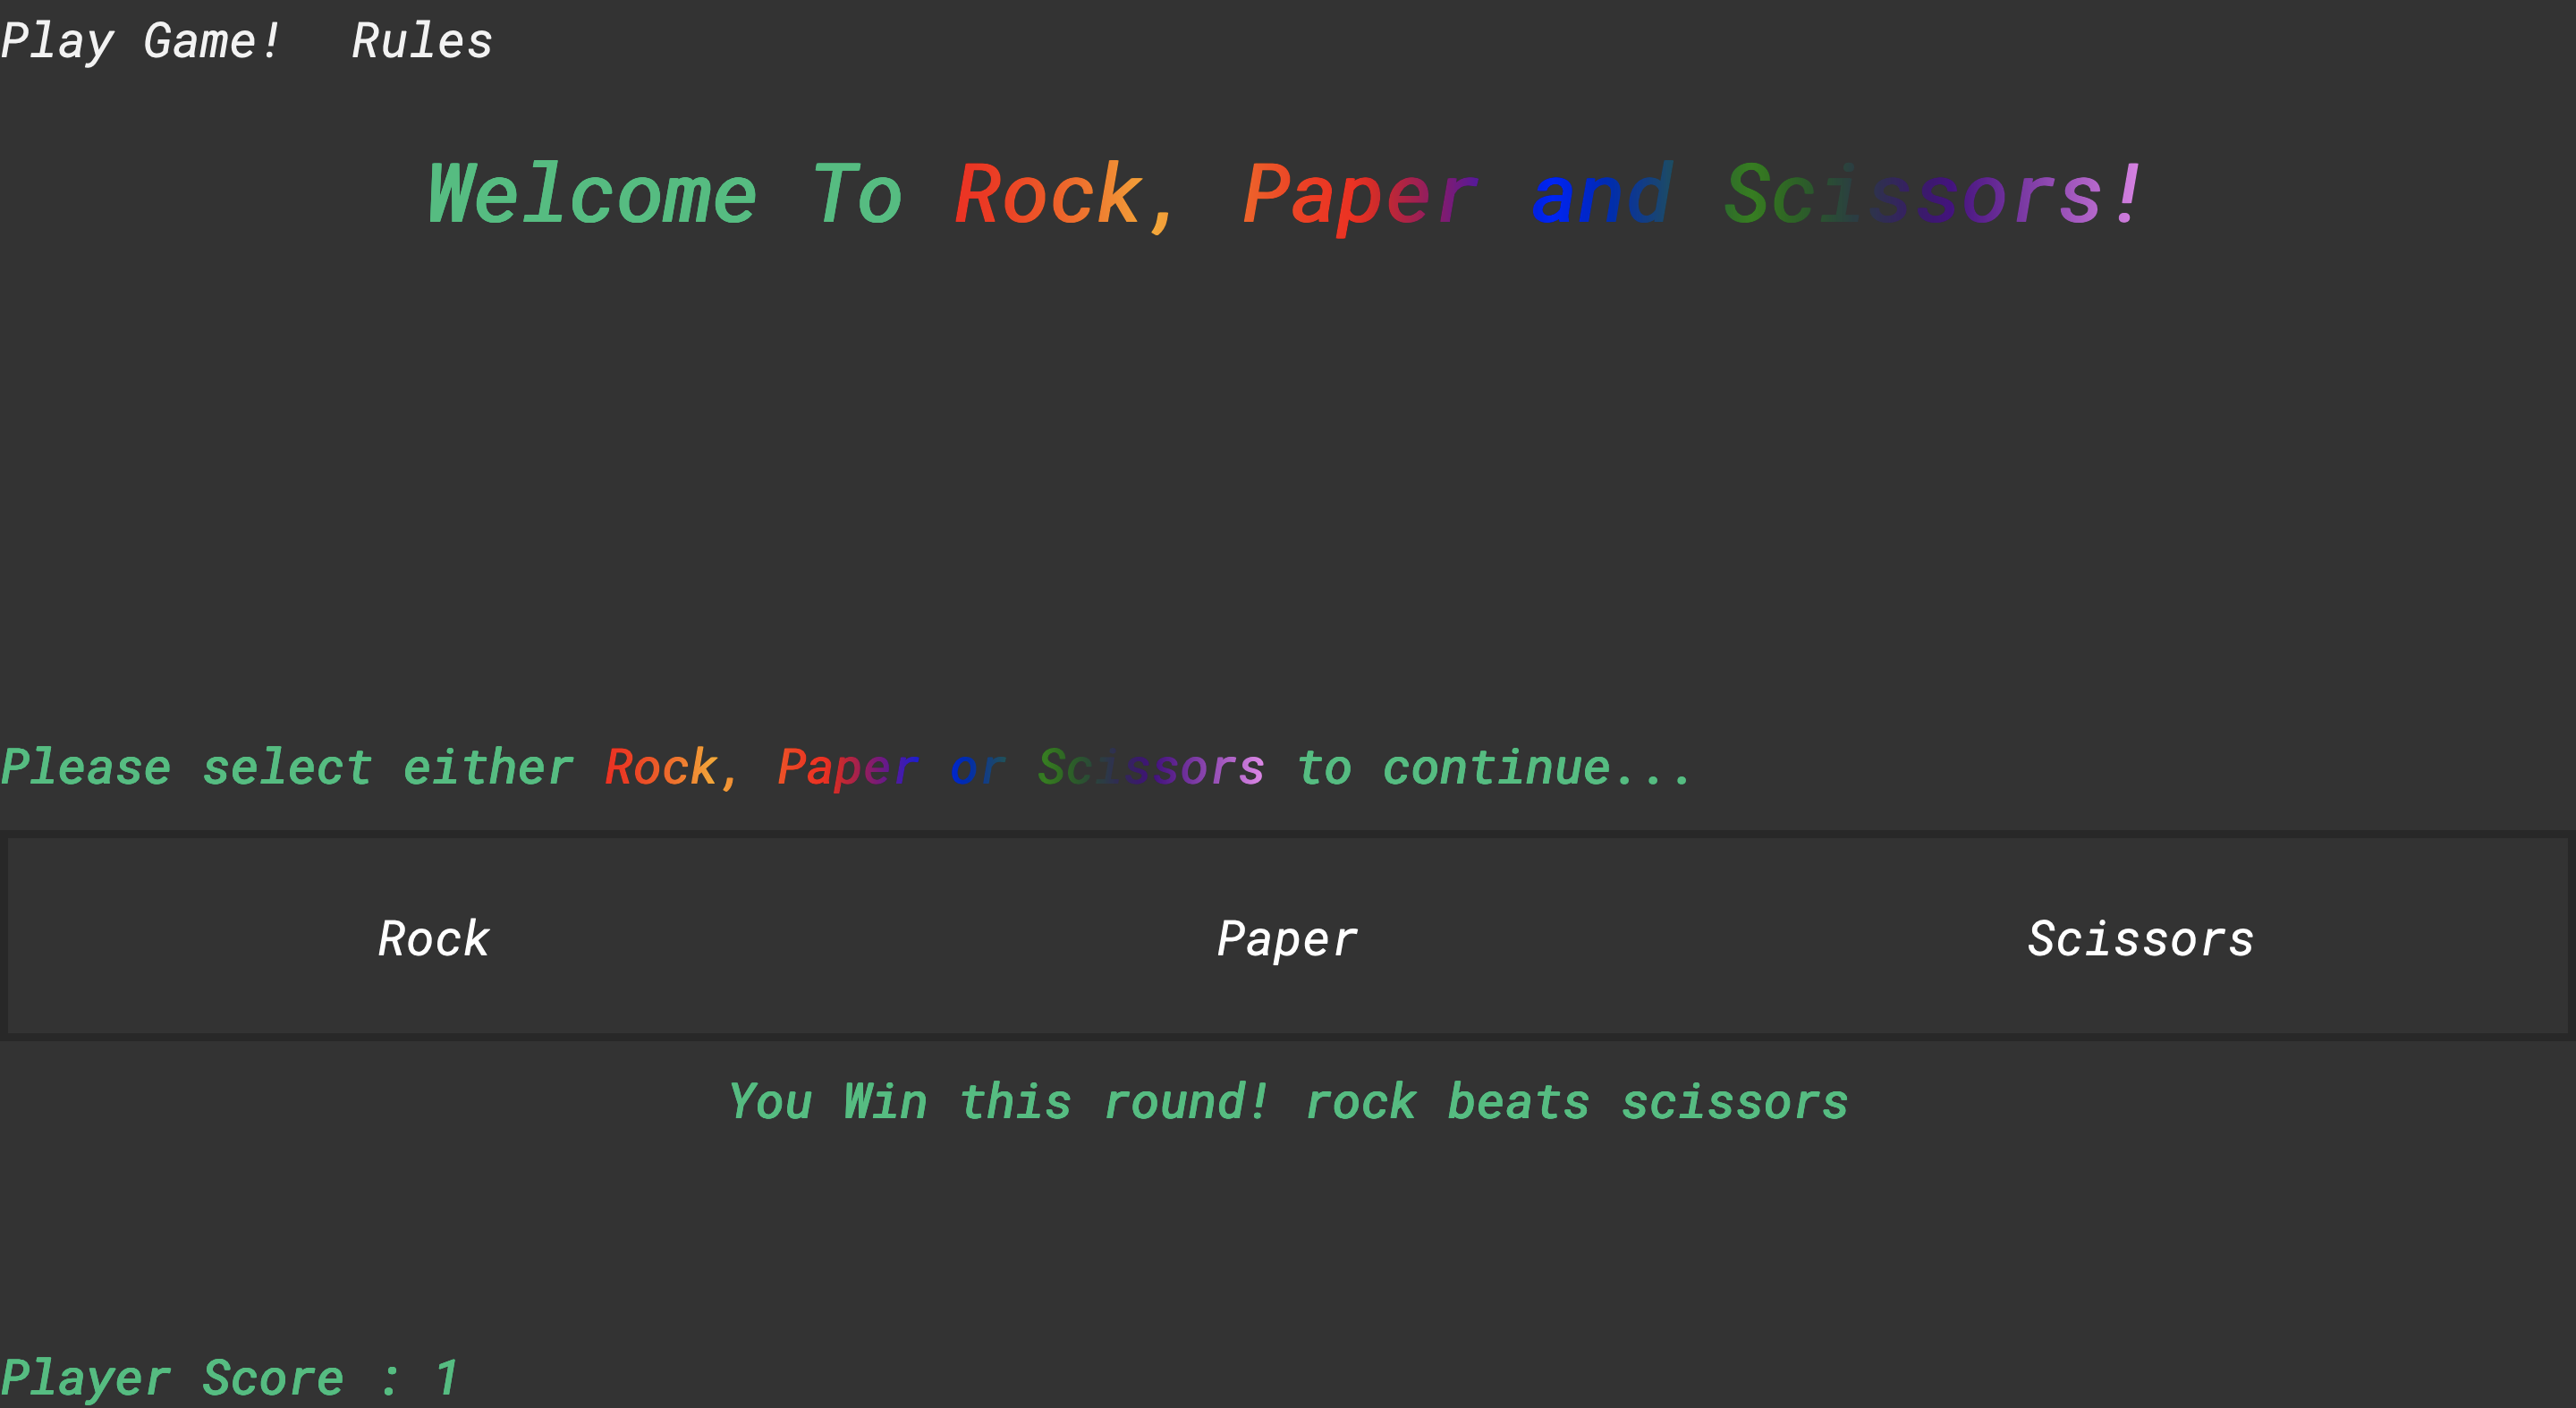 Play Game! Rules
Welcome To Rock, Paper and Scissors!
Please select either Rock, Paper or Scissors to continue...
Rock Paper Scissors
You Win this round! rock beats scissors
Player Score : 1